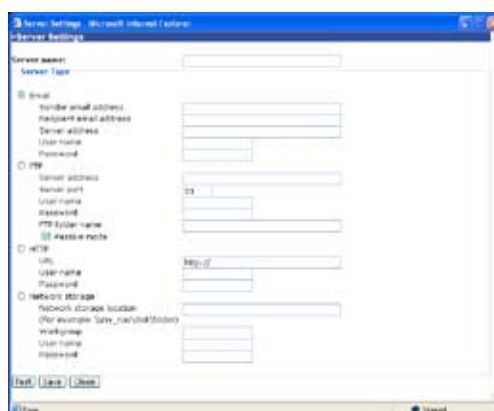 Server Settings - Microsoft Internet Explorer
Server Settings
Server name:
Server Type
Email
Sender email address
Recipient email address
Server address
User name
Password
FTP
Server address
Server port
21
User name
Password
FTP folder name
Passive mode
HTTP
URL
http://
User name
Password
Network storage
Network storage location
(For example:
Workgroup
User name
Password
Test Save Close
Done
Internet